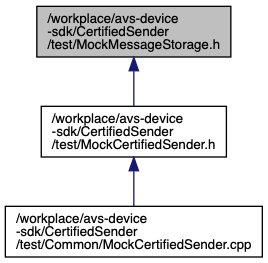 /workplace/avs-device
-sdk/CertifiedSender
/test/MockMessageStorage.h
/workplace/avs-device
-sdk/CertifiedSender
/test/MockCertifiedSender.h
/workplace/avs-device
-sdk/CertifiedSender
/test/Common/MockCertifiedSender.cpp